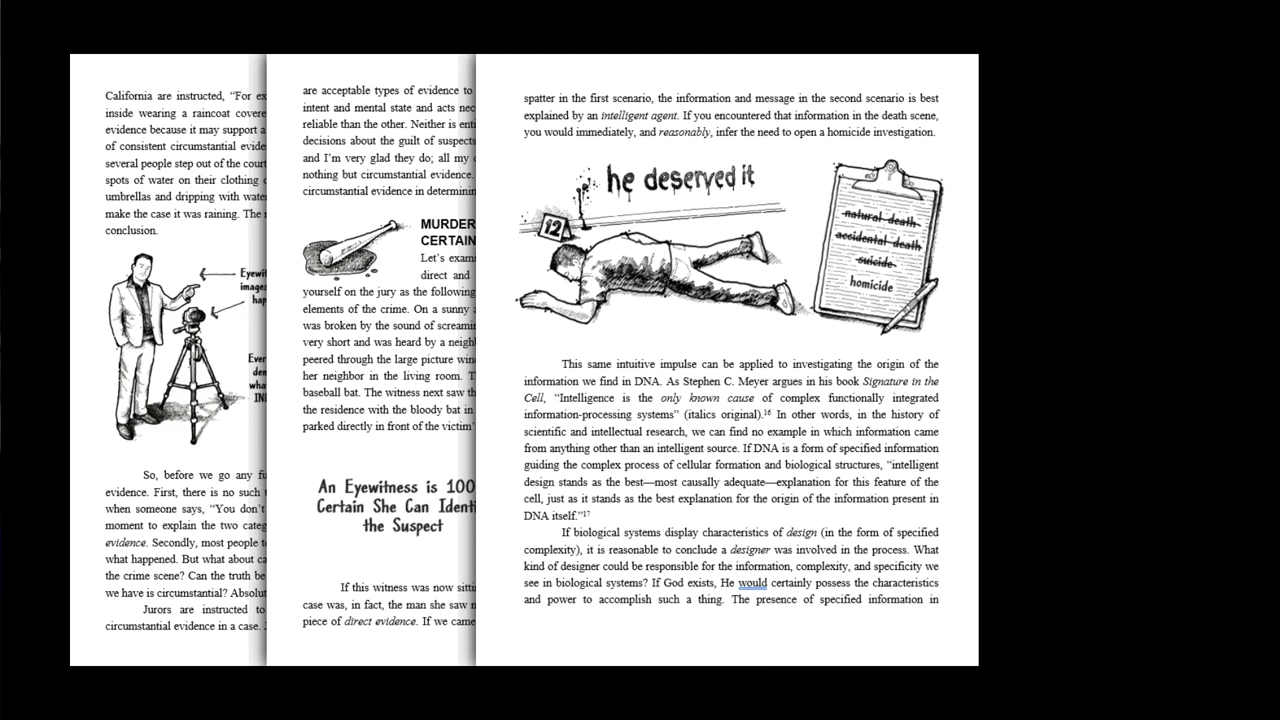 California are instructed, “For ex
inside wearing a raincoat covere
evidence because it may support a
of consistent circumstantial evide
several people step out of the court
spots of water on their clothing
umbrellas and dripping with wate
make the case it was raining. The
conclusion.
Eyewit
images
hap
Ever
den
wha
IN
So, before we go any fu
evidence. First, there is no such t
when someone says, “You don’t
moment to explain the two categ
evidence. Secondly, most people t
what happened. But what about ca
the crime scene? Can the truth be
we have is circumstantial? Absolut
Jurors are instructed to
circumstantial evidence in a case.
are acceptable types of evidence to
intent and mental state and acts nec
reliable than the other. Neither is enti
decisions about the guilt of suspects
and I’m very glad they do; all my
nothing but circumstantial evidence.
circumstantial evidence in determinin
MURDER
CERTAIN
Let’s exami
direct and
yourself on the jury as the following
elements of the crime. On a sunny a
was broken by the sound of screami
very short and was heard by a neighb
peered through the large picture win
her neighbor in the living room. T
baseball bat. The witness next saw th
the residence with the bloody bat in
parked directly in front of the victim’
An Eyewitness is 100
Certain She Can Identi
the Suspect
If this witness was now sitti
case was, in fact, the man she saw m
piece of direct evidence. If we came
spatter in the first scenario, the information and message in the second scenario is best
explained by an intelligent agent. If you encountered that information in the death scene,
you would immediately, and reasonably, infer the need to open a homicide investigation.
he deserved it
12
natural death
accidental death
suicide
homicide
This same intuitive impulse can be applied to investigating the origin of the
information we find in DNA. As Stephen C. Meyer argues in his book Signature in the
Cell, “Intelligence is the only known cause of complex functionally integrated
information-processing systems” (italics original).16 In other words, in the history of
scientific and intellectual research, we can find no example in which information came
from anything other than an intelligent source. If DNA is a form of specified information
guiding the complex process of cellular formation and biological structures, “intelligent
design stands as the best—most causally adequate—explanation for this feature of the
cell, just as it stands as the best explanation for the origin of the information present in
DNA itself.”17
If biological systems display characteristics of design (in the form of specified
complexity), it is reasonable to conclude a designer was involved in the process. What
kind of designer could be responsible for the information, complexity, and specificity we
see in biological systems? If God exists, He would certainly possess the characteristics
and power to accomplish such a thing. The presence of specified information in